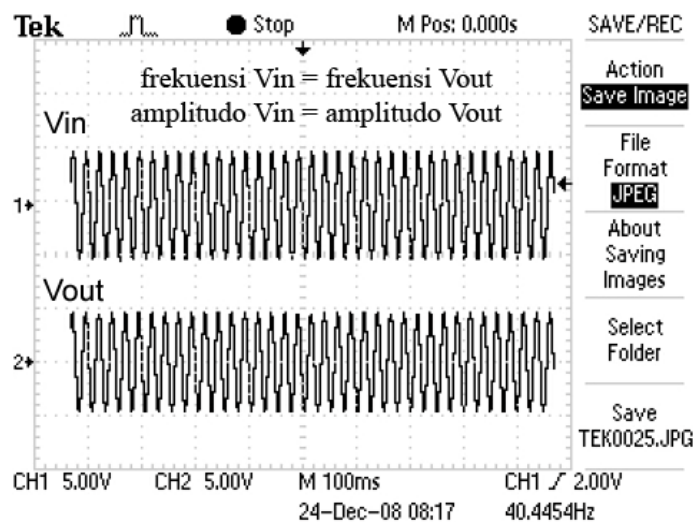 Tek Stop M Pos: 0.000s SAVE/REC
frekuensi Vin = frekuensi Vout
amplitudo Vin = amplitudo Vout
Vin
1
Vout
2
Action
Save Image
File
Format
JPEG
About
Saving
Images
Select
Folder
Save
TEK0025.JPG
CH1 5.00V CH2 5.00V M 100ms CH1 2.00V
24-Dec-08 08:17 40.4454Hz